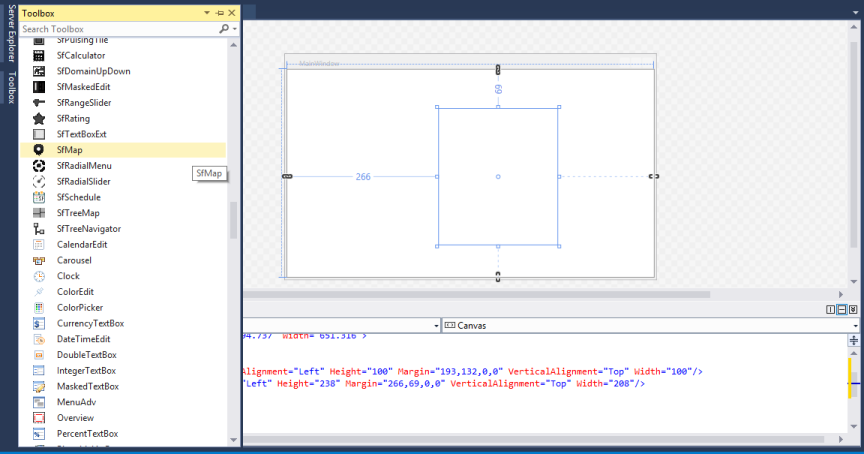 Server Explorer
Toolbox
Toolbox
Search Toolbox
SfPulsingTile
SfCalculator
SfDomainUpDown
SfMaskedEdit
SfRangeSlider
SfRating
SfTextBoxExt
SfMap
SfRadialMenu
SfMap
SfRadialSlider
SfSchedule
SfTreeMap
SfTreeNavigator
CalendarEdit
Carousel
Clock
ColorEdit
ColorPicker
CurrencyTextBox
DateTimeEdit
DoubleTextBox
IntegerTextBox
MaskedTextBox
MenuAdv
Overview
PercentTextBox
MainWindow
69
266
Canvas
94.737" Width="651.316">
Alignment="Left" Height="100" Margin="193,132,0,0" VerticalAlignment="Top" Width="100"/>
"Left" Height="238" Margin="266,69,0,0" VerticalAlignment="Top" Width="208"/>